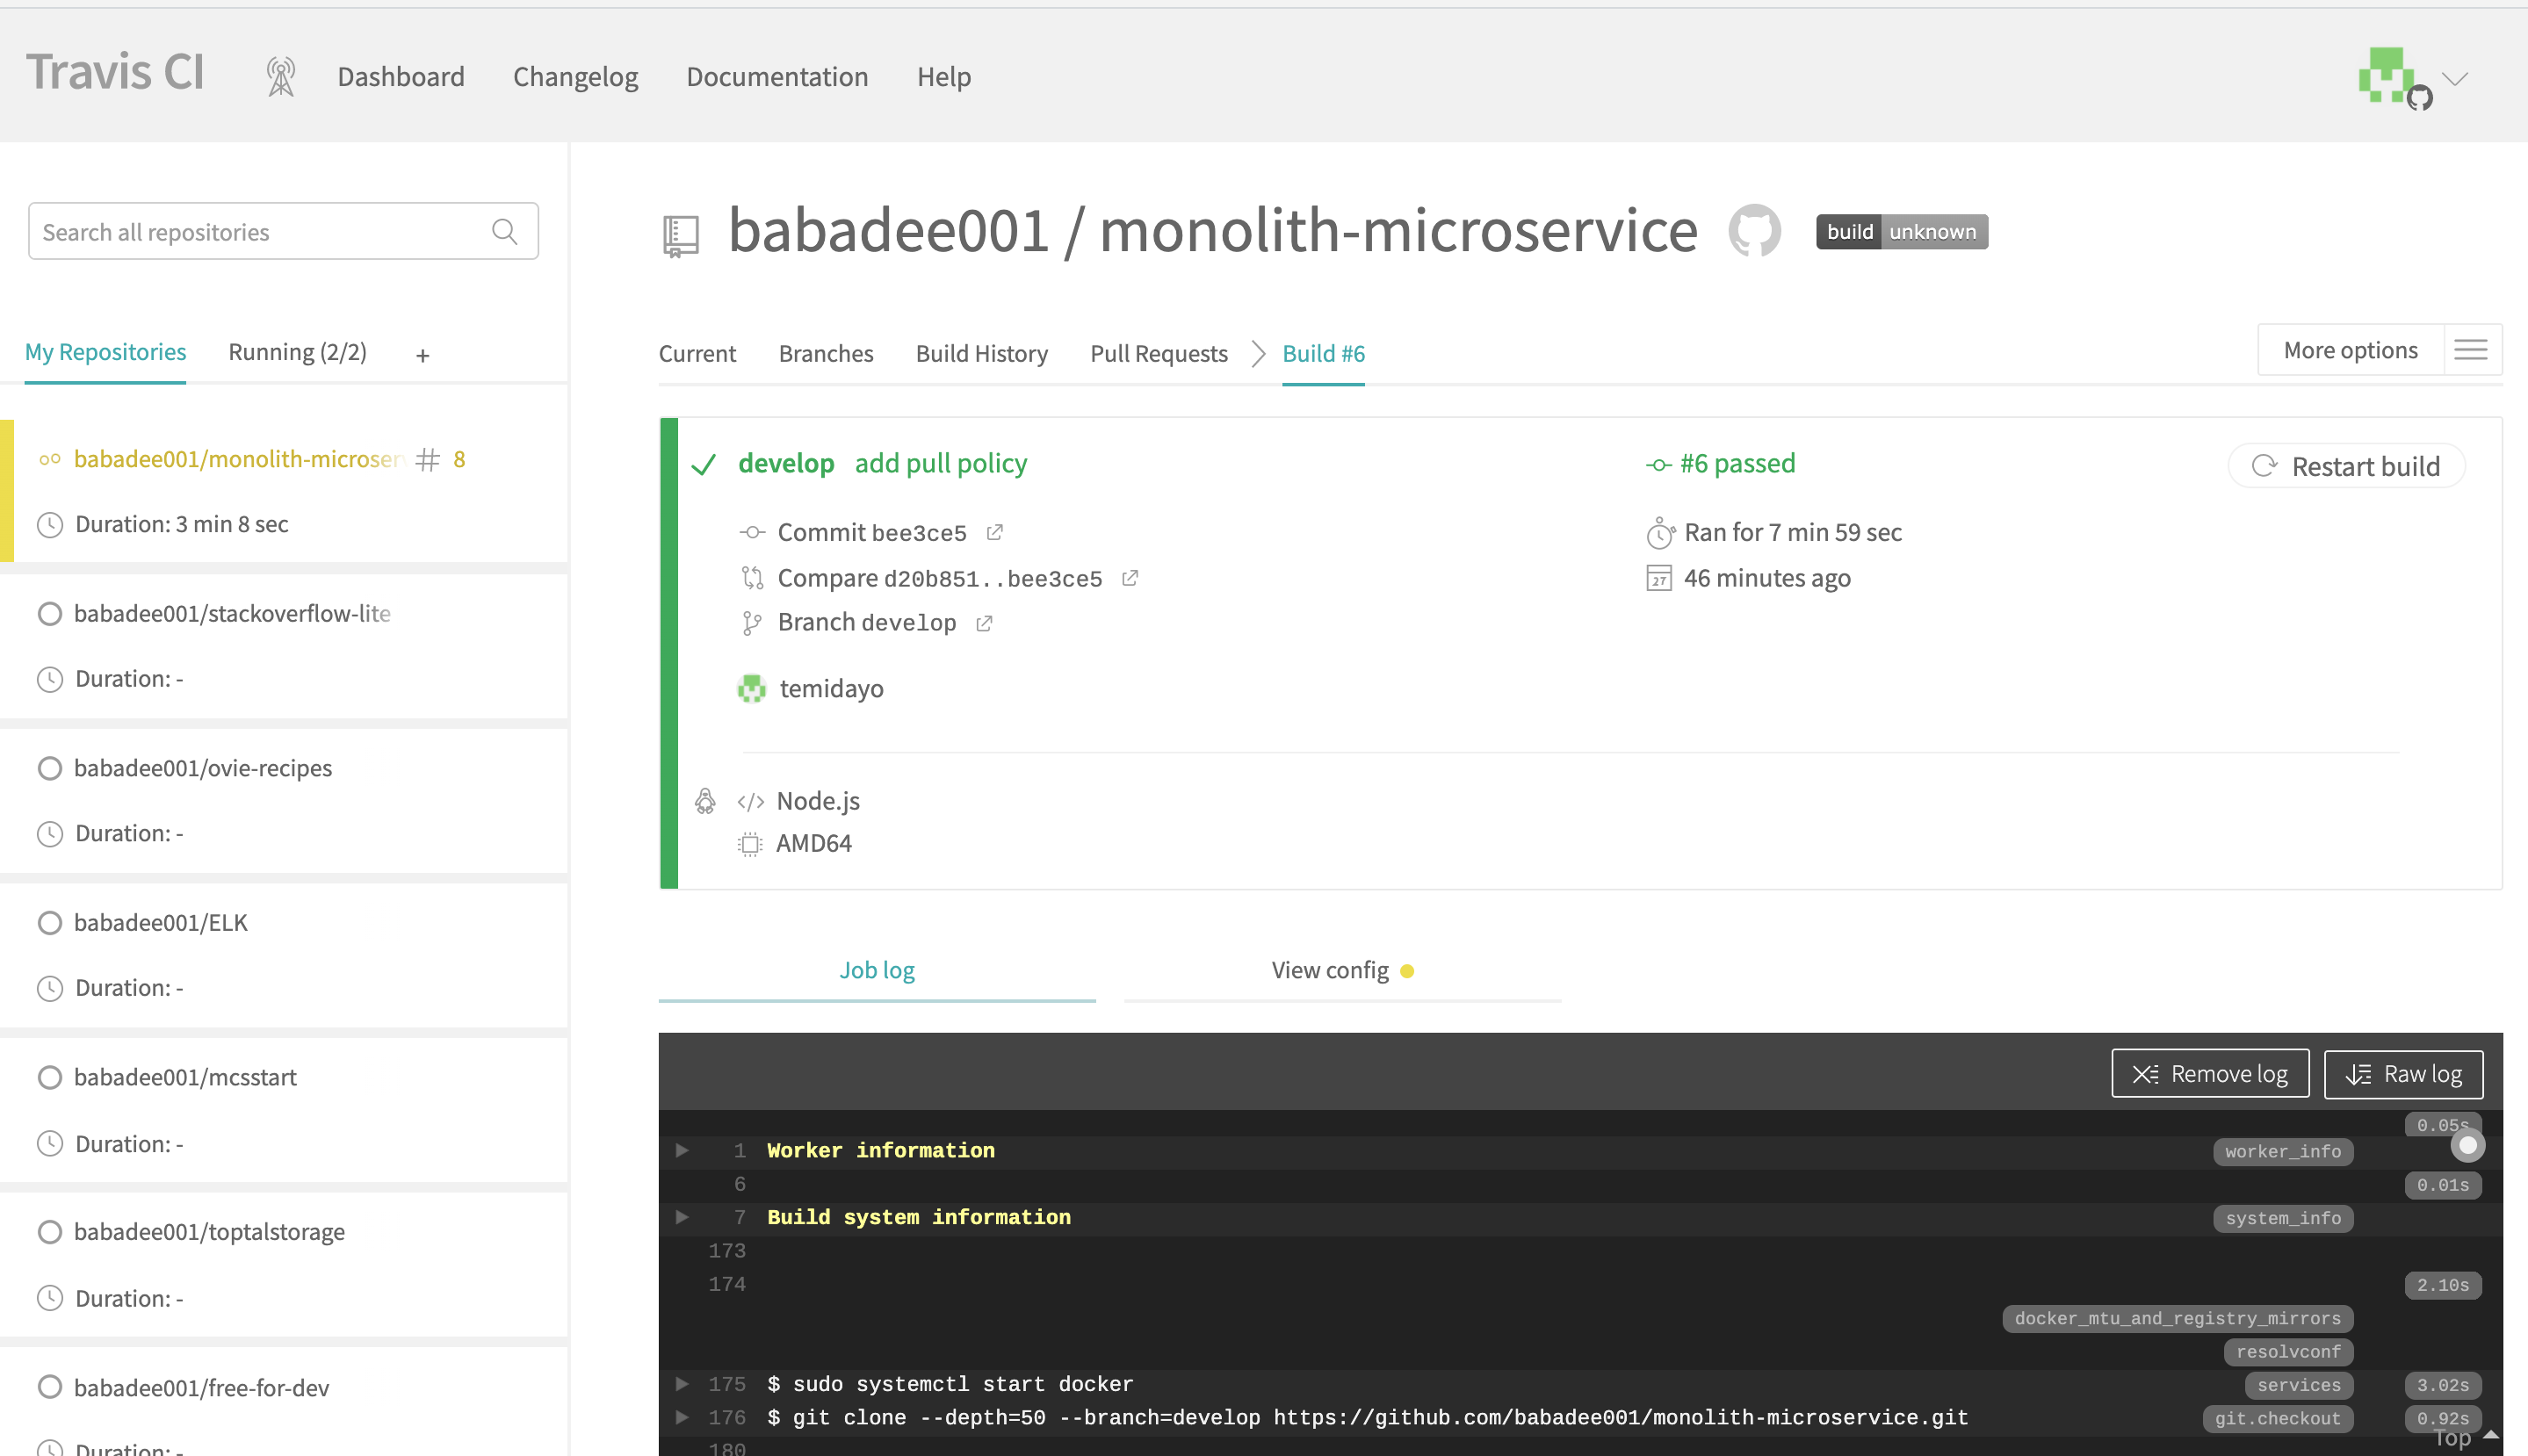 Travis CI
Dashboard
Changelog
Documentation
Help
Search all repositories
My Repositories
Running (2/2)
+
babadee001/monolith-microser # 8
Duration: 3 min 8 sec
babadee001/stackoverflow-lite
Duration: -
babadee001/ovie-recipes
Duration: -
babadee001/ELK
Duration: -
babadee001/mcsstart
Duration: -
babadee001/toptalstorage
Duration: -
babadee001/free-for-dev
Duration: -
babadee001 / monolith-microservice
build unknown
Current
Branches
Build History
Pull Requests
Build #6
More options
develop add pull policy
Commit bee3ce5
Compare d20b851..bee3ce5
Branch develop
temidayo
#6 passed
Ran for 7 min 59 sec
27
46 minutes ago
Restart build
Node.js
AMD64
Job log
View config
Remove log
Raw log
0.05s
1 Worker information worker_info
6 0.01s
7 Build system information system_info
173
174 2.10s
docker_mtu_and_registry_mirrors
resolvconf
175 $ sudo systemctl start docker services 3.02s
176 $ git clone --depth=50 --branch=develop https://github.com/babadee001/monolith-microservice.git git.checkout 0.92s
180
Top